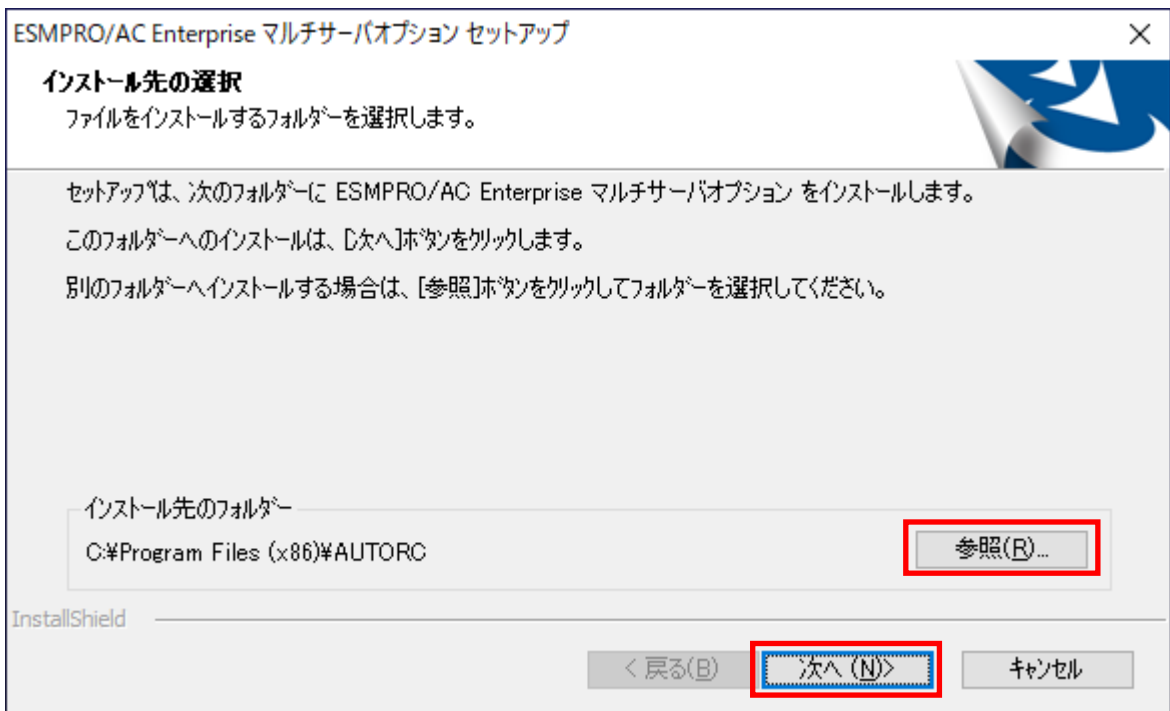 ESMPRO/AC Enterprise マルチサーバオプション セットアップ
インストール先の選択
ファイルをインストールするフォルダーを選択します。
セットアップは、次のフォルダーに ESMPRO/AC Enterprise マルチサーバオプション をインストールします。
このフォルダーへのインストールは、[次へ]ボタンをクリックします。
別のフォルダーへインストールする場合は、[参照]ボタンをクリックしてフォルダーを選択してください。
インストール先のフォルダー
C:¥Program Files (x86)¥AUTORC
参照(R)...
InstallShield
< 戻る(B)
次へ (N)>
キャンセル